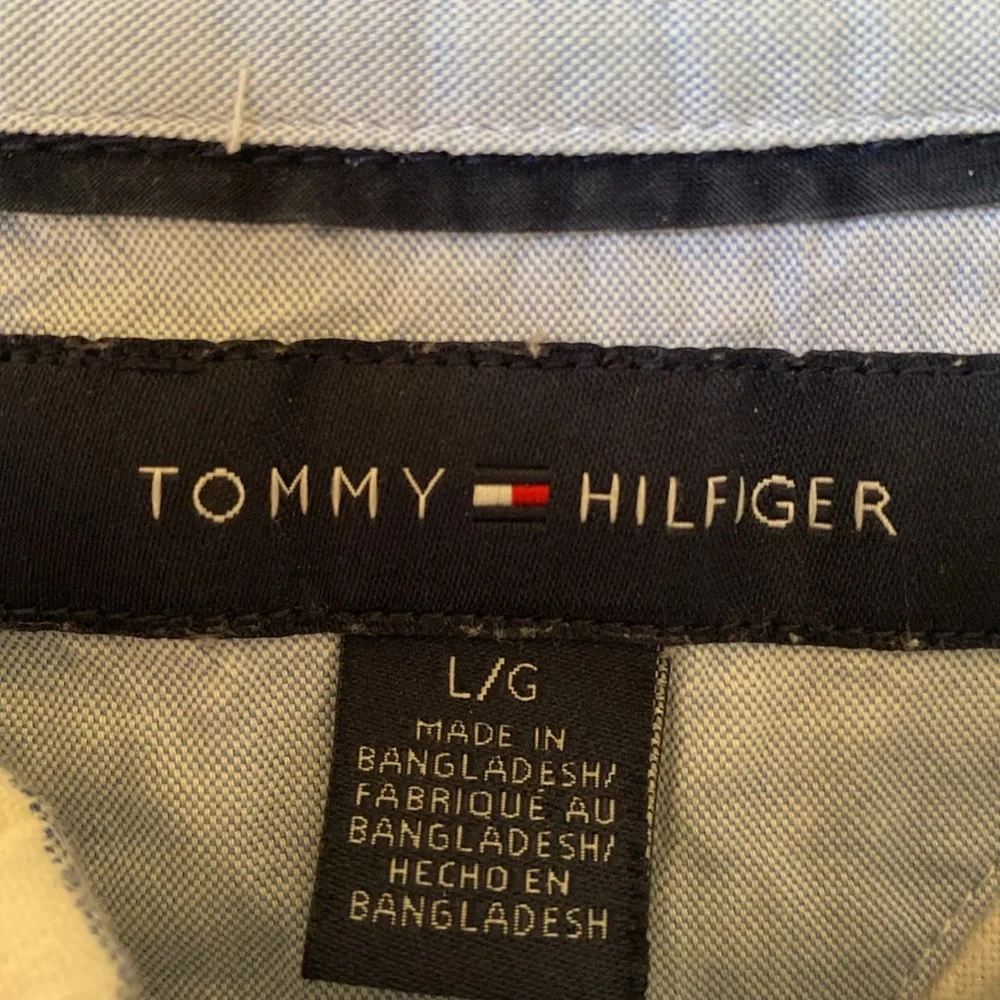 TOMMY HILFIGER
L/G
MADE IN
BANGLADESH/
FABRIQUÉ AU
BANGLADESH/
HECHO EN
BANGLADESH